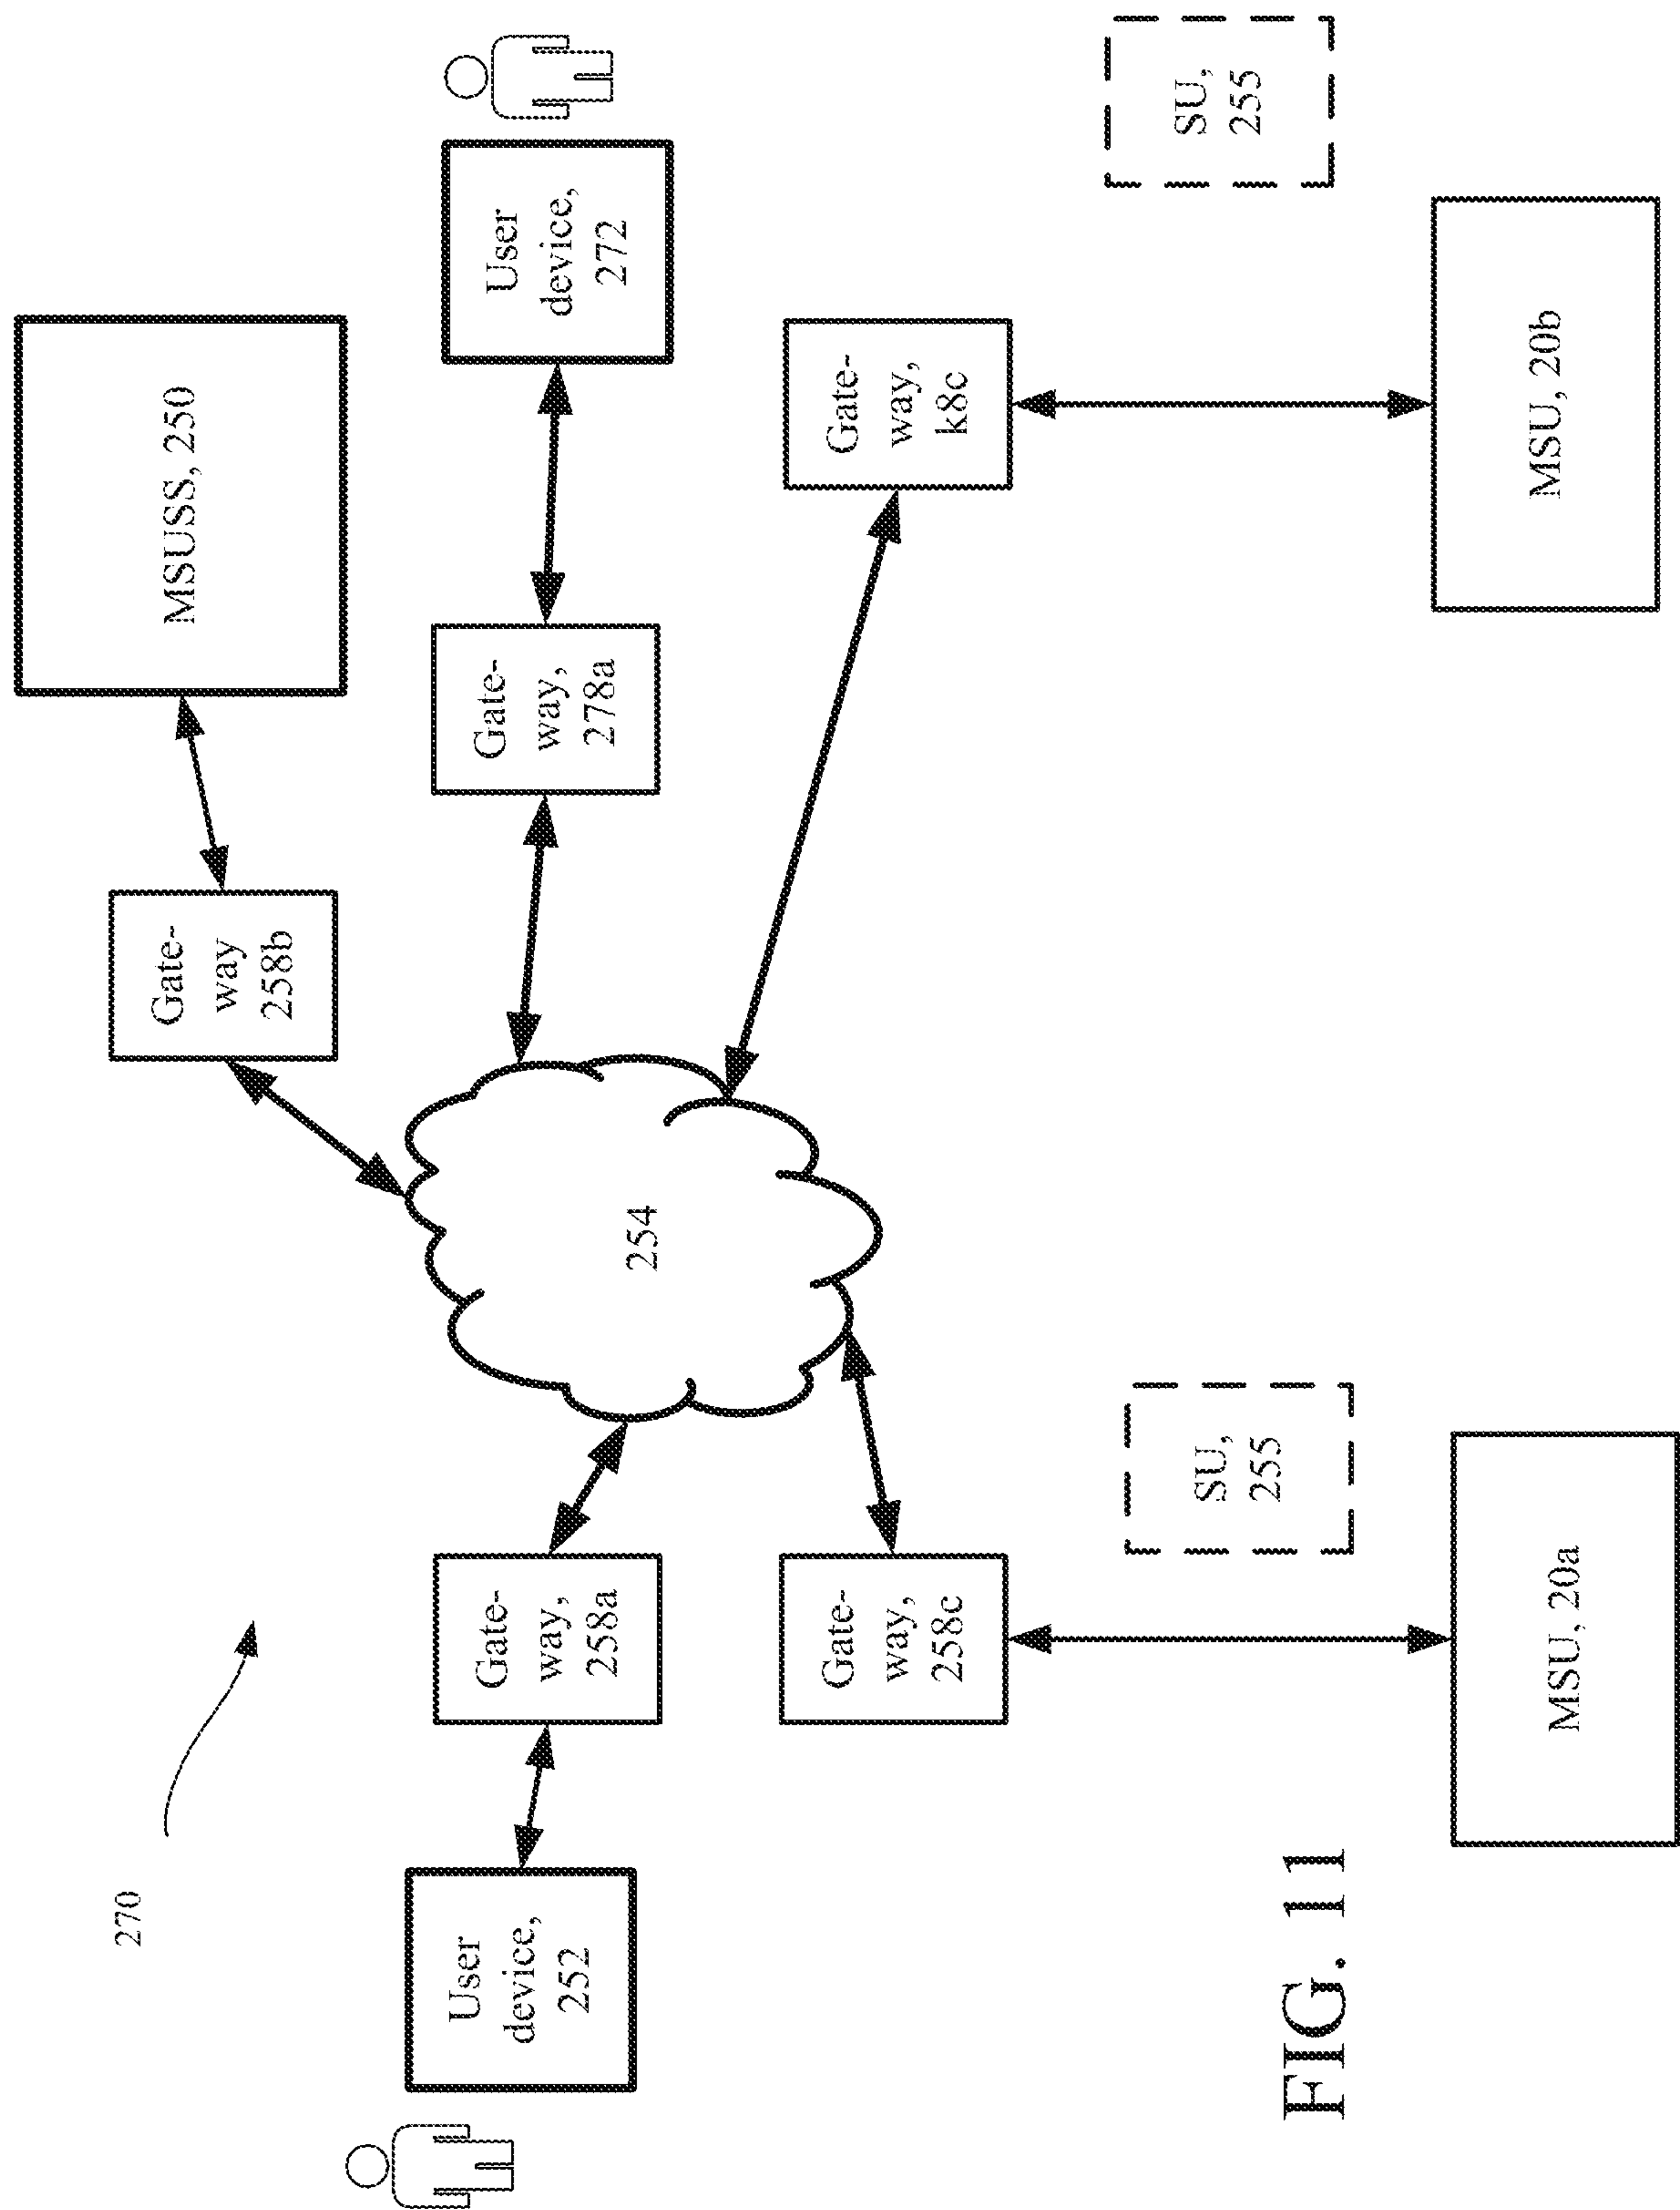 270
MSUSS, 250
Gate-
way
258b
User
device,
252
Gate-
way,
258a
254
Gate-
way,
278a
User
device,
272
Gate-
way,
258c
Gate-
way,
k8c
SU,
255
SU,
255
MSU, 20a
MSU, 20b
FIG. 11